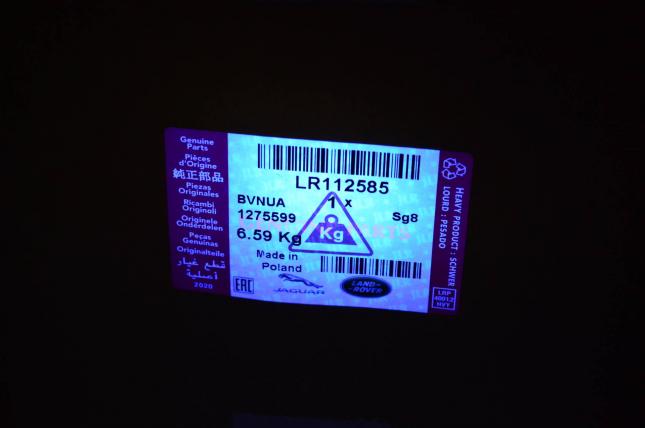 Genuine
Parts
Pièces
d'Origine
純正部品
Piezas
Originales
Ricambi
Originali
Originele
Onderdelen
Peças
Genuínas
Originalteile
قطع غيار
أصلية
2020
LR112585
BVNUA 1 x
1275599 Sg8
6.59 Kg
Kg
Made in
Poland
EAC
JAGUAR
LAND-
-ROVER
HEAVY PRODUCT : SCHWER
LOURD : PESADO
LRP
4001.2
HVY